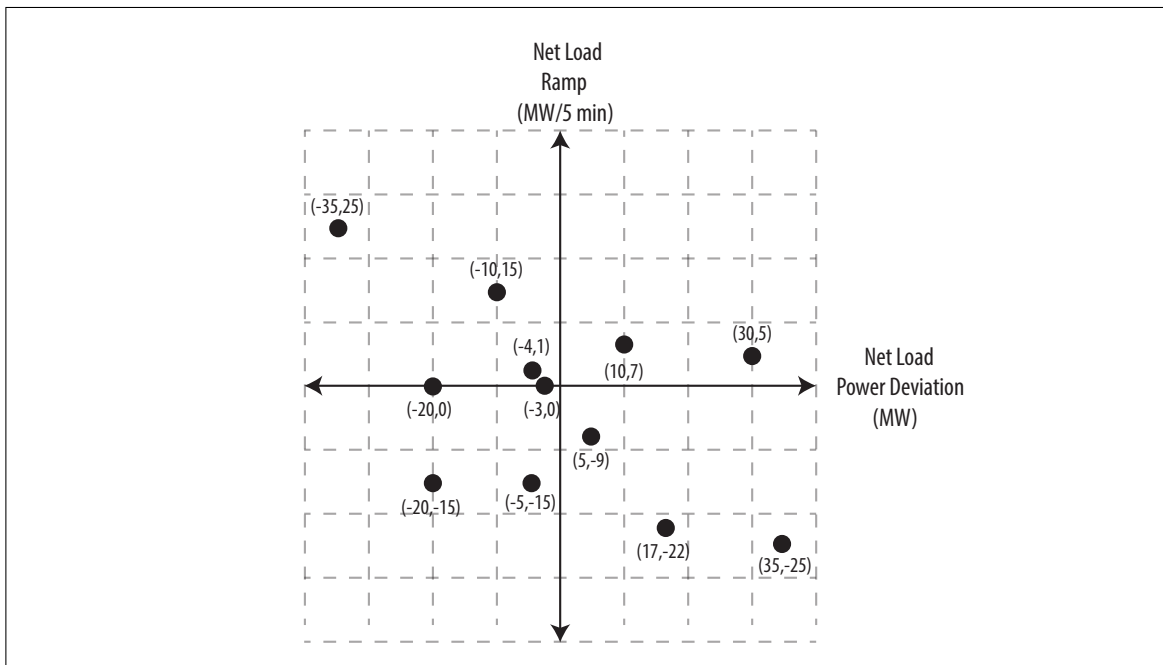 Net Load
Ramp
(MW/5 min)
(-35,25)
(-10,15)
(-4,1)
(30,5)
(10,7)
Net Load
Power Deviation
(MW)
(-20,0)
(-3,0)
(5,-9)
(-20,-15)
(-5,-15)
(17,-22)
(35,-25)